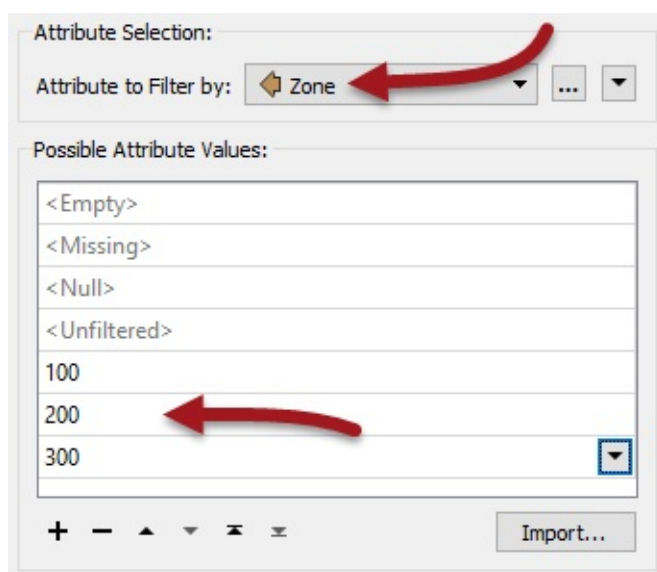 Attribute Selection:
Attribute to Filter by: Zone ...
Possible Attribute Values:
<Empty>
<Missing>
<Null>
<Unfiltered>
100
200
300
Import...